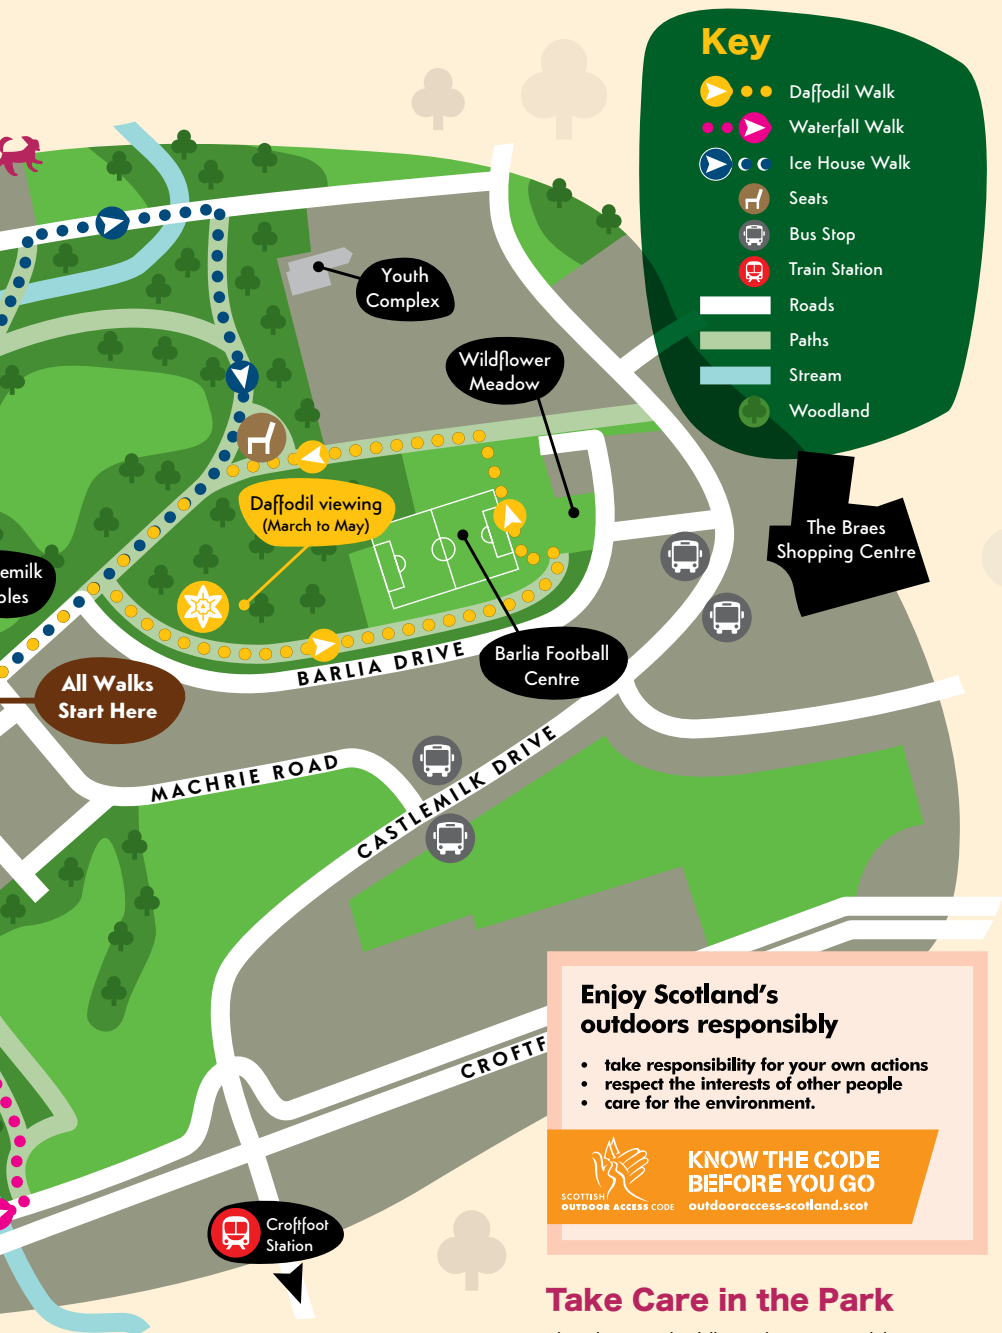 Key
Daffodil Walk
Waterfall Walk
Ice House Walk
Seats
Bus Stop
Train Station
Roads
Paths
Stream
Woodland
Youth
Complex
Wildflower
Meadow
Daffodil viewing
(March to May)
The Braes
Shopping Centre
emilk
Barlia Football
Centre
BARLIA DRIVE
All Walks
Start Here
MACHRIE ROAD
CASTLEMILK DRIVE
CROFTF
Enjoy Scotland's
outdoors responsibly
• take responsibility for your own actions
• respect the interests of other people
• care for the environment.
SCOTTISH
OUTDOOR ACCESS CODE
KNOW THE CODE
BEFORE YOU GO
outdooraccess-scotland.scot
Croftfoot
Station
Take Care in the Park